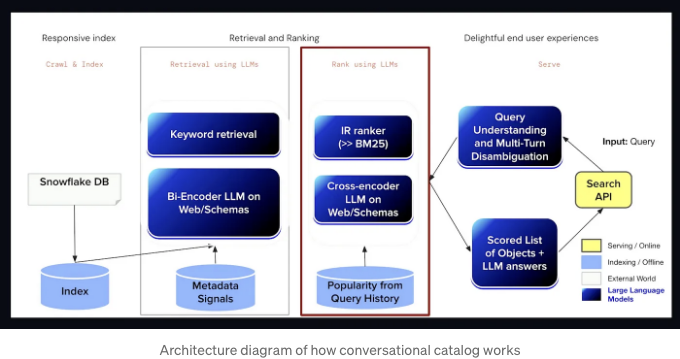 Responsive index
Retrieval and Ranking
Delightful end user experiences
Crawl & Index
Retrieval using LLMs
Rank using LLMs
Serve
Keyword retrieval
Bi-Encoder LLM on
Web/Schemas
IR ranker
(>> BM25)
Cross-encoder
LLM on
Web/Schemas
Query
Understanding
and Multi-Turn
Disambiguation
Input: Query
Search
API
Scored List
of Objects +
LLM answers
Snowflake DB
Index
Metadata
Signals
Popularity from
Query History
Serving / Online
Indexing / Offline
External World
Large Language
Models
Architecture diagram of how conversational catalog works